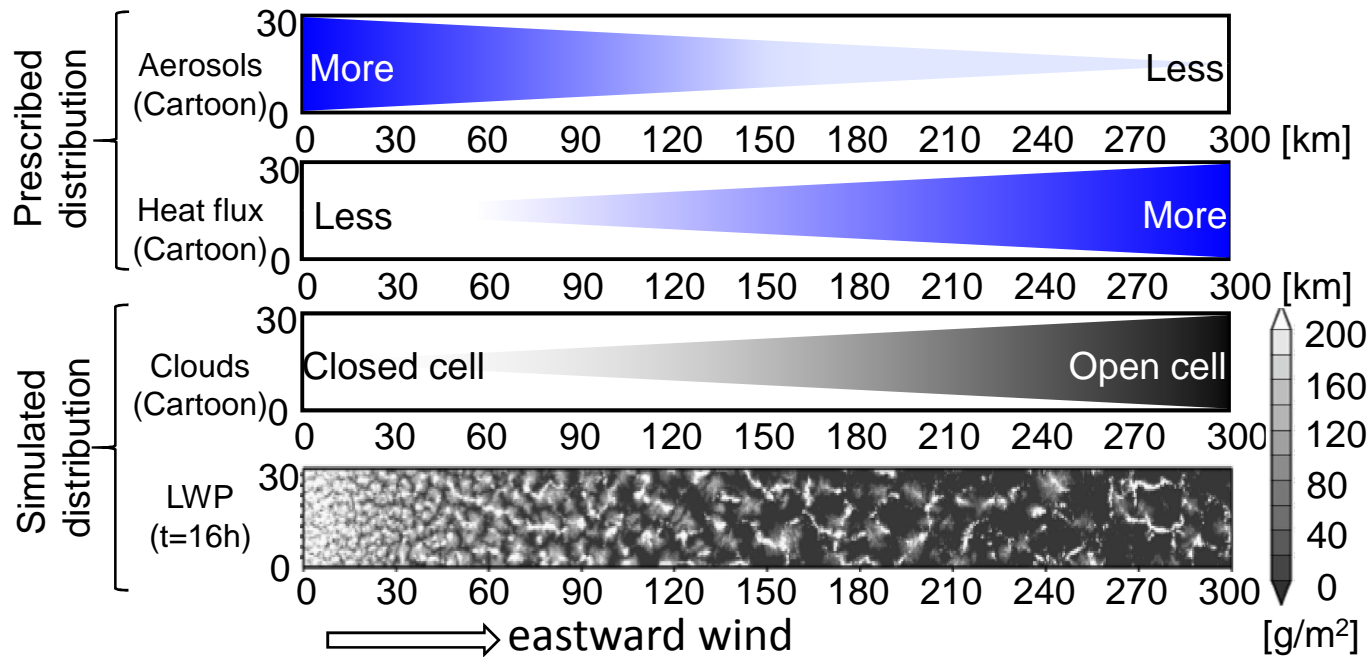 Prescribed
distribution
Aerosols
(Cartoon)
30
0
More
Less
0 30 60 90 120 150 180 210 240 270 300 [km]
Heat flux
(Cartoon)
30
0
Less
More
0 30 60 90 120 150 180 210 240 270 300 [km]
Simulated
distribution
Clouds
(Cartoon)
30
0
Closed cell
Open cell
0 30 60 90 120 150 180 210 240 270 300
LWP
(t=16h)
30
0
0 30 60 90 120 150 180 210 240 270 300
200
160
120
80
40
0
[g/m²]
eastward wind